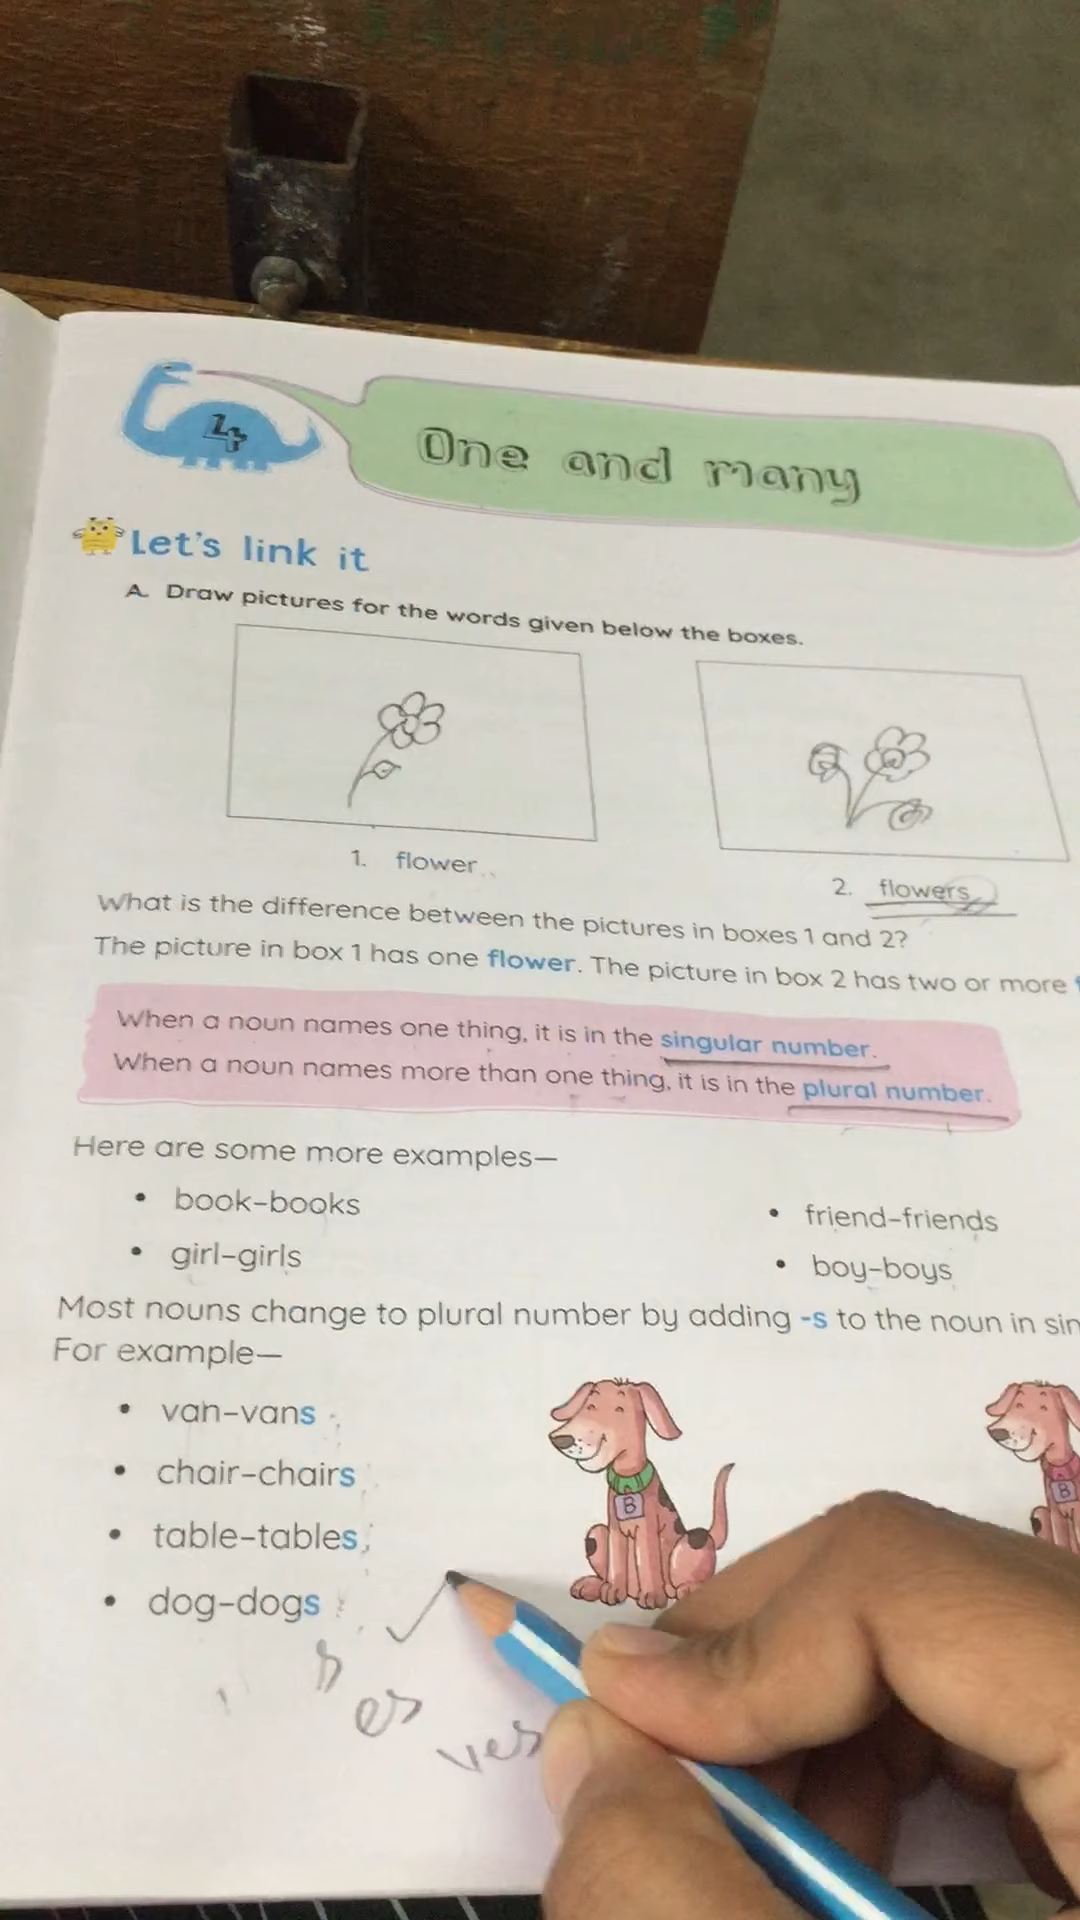 4
One and many
Let's link it
A. Draw pictures for the words given below the boxes.
1. flower
2. flowers
What is the difference between the pictures in boxes 1 and 2?
The picture in box 1 has one flower. The picture in box 2 has two or more
When a noun names one thing, it is in the singular number.
When a noun names more than one thing, it is in the plural number.
Here are some more examples—
• book–books
• friend–friends
• girl–girls
• boy–boys
Most nouns change to plural number by adding -s to the noun in sin
For example—
• van–vans
• chair–chairs
• table–tables
• dog–dogs
B
B
s
es
ves